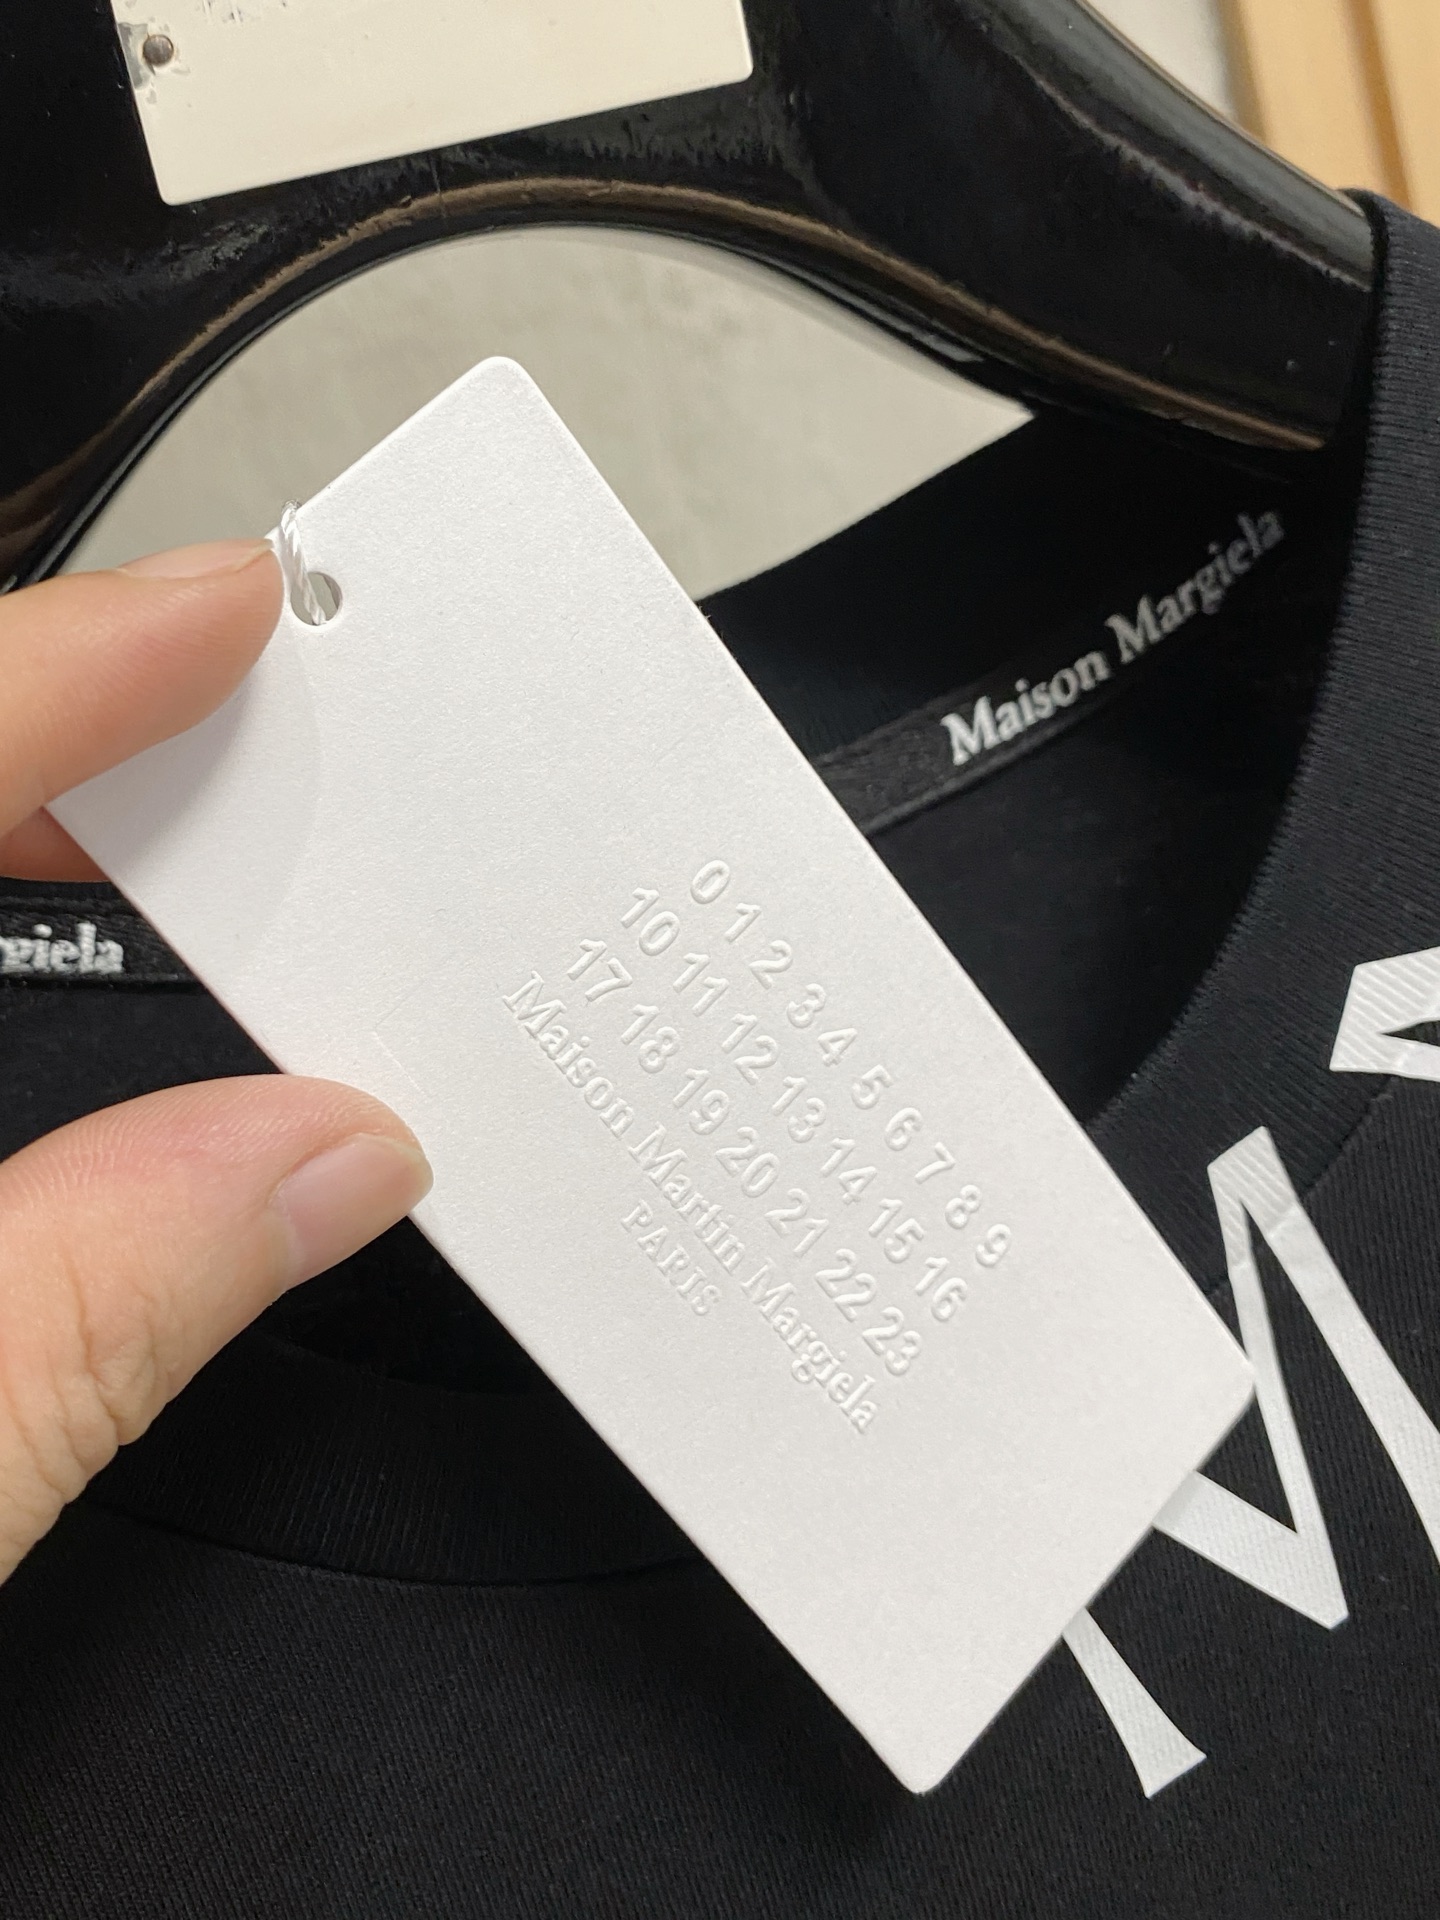 Maison Margiela
0 1 2 3 4 5 6 7 8 9
10 11 12 13 14 15 16
17 18 19 20 21 22 23
Maison Martin Margiela
PARIS
rgiela
M